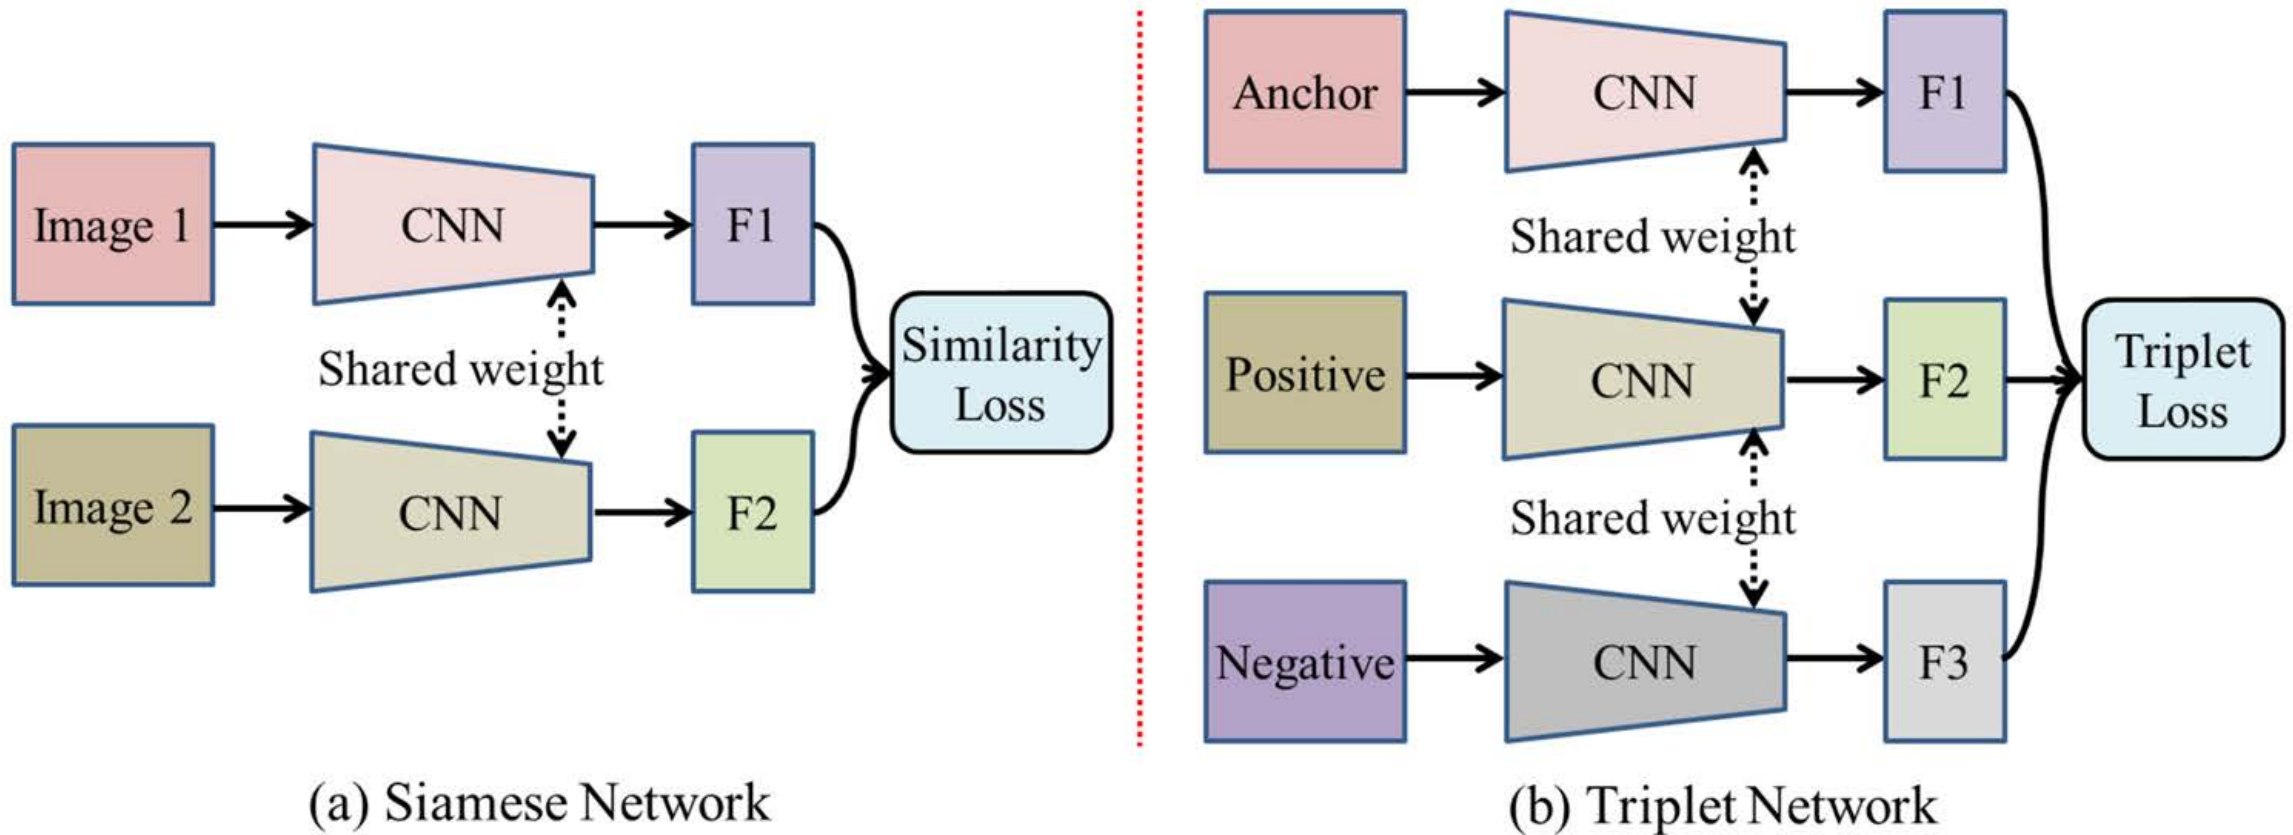 Image 1
CNN
F1
Shared weight
Similarity
Loss
Image 2
CNN
F2
(a) Siamese Network
Anchor
CNN
F1
Shared weight
Positive
CNN
F2
Triplet
Loss
Shared weight
Negative
CNN
F3
(b) Triplet Network